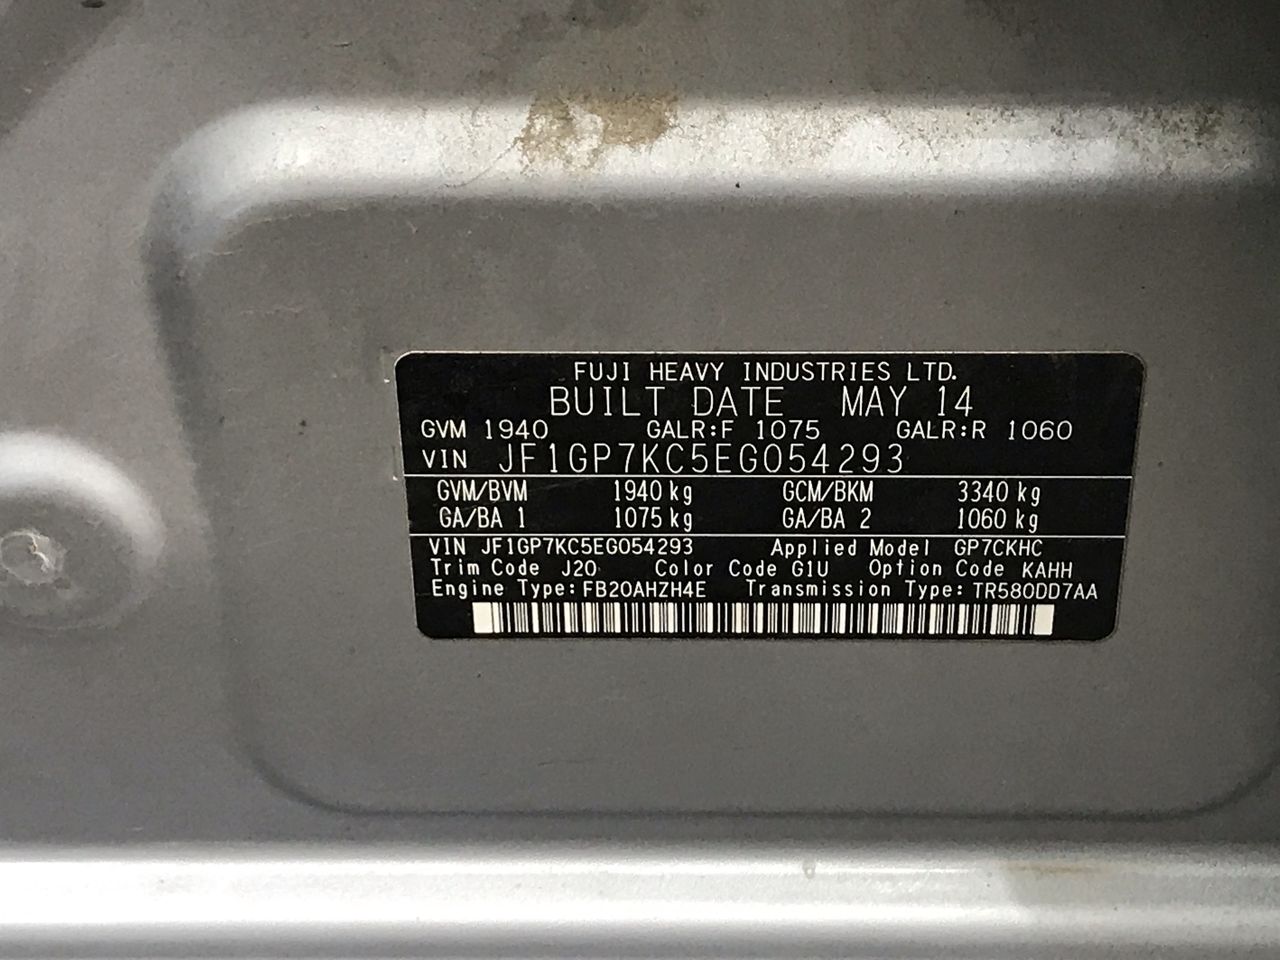 FUJI HEAVY INDUSTRIES LTD.
BUILT DATE MAY 14
GVM 1940 GALR:F 1075 GALR:R 1060
VIN JF1GP7KC5EG054293
GVM/BVM 1940 kg GCM/BKM 3340 kg
GA/BA 1 1075 kg GA/BA 2 1060 kg
VIN JF1GP7KC5EG054293 Applied Model GP7CKHC
Trim Code J20 Color Code G1U Option Code KAHH
Engine Type: FB20AHZH4E Transmission Type: TR580DD7AA